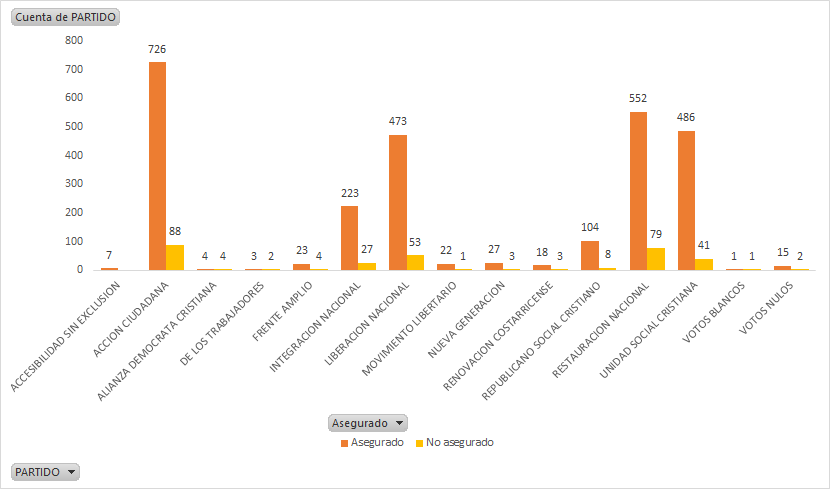 Cuenta de PARTIDO
800
700
600
500
400
300
200
100
0
7
726 88
4 4
3 2
23 4
223 27
473 53
22 1
27 3
18 3
104 8
552 79
486 41
1 1
15 2
ACCESIBILIDAD SIN EXCLUSION
ACCION CIUDADANA
ALIANZA DEMOCRATA CRISTIANA
DE LOS TRABAJADORES
FRENTE AMPLIO
INTEGRACION NACIONAL
LIBERACION NACIONAL
MOVIMIENTO LIBERTARIO
NUEVA GENERACION
RENOVACION COSTARRICENSE
REPUBLICANO SOCIAL CRISTIANO
RESTAURACION NACIONAL
UNIDAD SOCIAL CRISTIANA
VOTOS BLANCOS
VOTOS NULOS
Asegurado
Asegurado No asegurado
PARTIDO